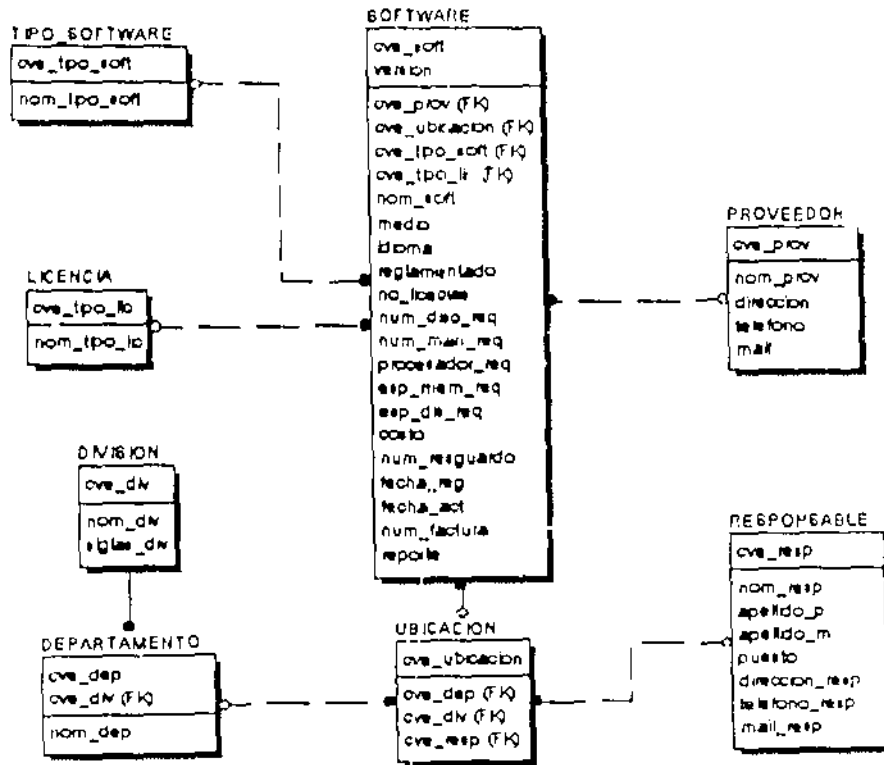 TIPO_SOFTWARE
cve_tipo_soft
nom_tipo_soft
SOFTWARE
cve_soft
version
cve_prov (FK)
cve_ubicacion (FK)
cve_tipo_soft (FK)
cve_tipo_lic (FK)
nom_soft
medio
idioma
reglamentado
no_licencias
num_disp_req
num_man_req
procesador_req
esp_mem_req
esp_dis_req
costo
num_resguardo
fecha_reg
fecha_act
num_factura
reporte
PROVEEDOR
cve_prov
nom_prov
direccion
telefono
mail
LICENCIA
cve_tipo_lic
nom_tipo_lic
DIVISION
cve_div
nom_div
siglas_div
DEPARTAMENTO
cve_dep
cve_div (FK)
nom_dep
UBICACION
cve_ubicacion
cve_dep (FK)
cve_div (FK)
cve_resp (FK)
RESPONSABLE
cve_resp
nom_resp
apellido_p
apellido_m
puesto
direccion_resp
telefono_resp
mail_resp